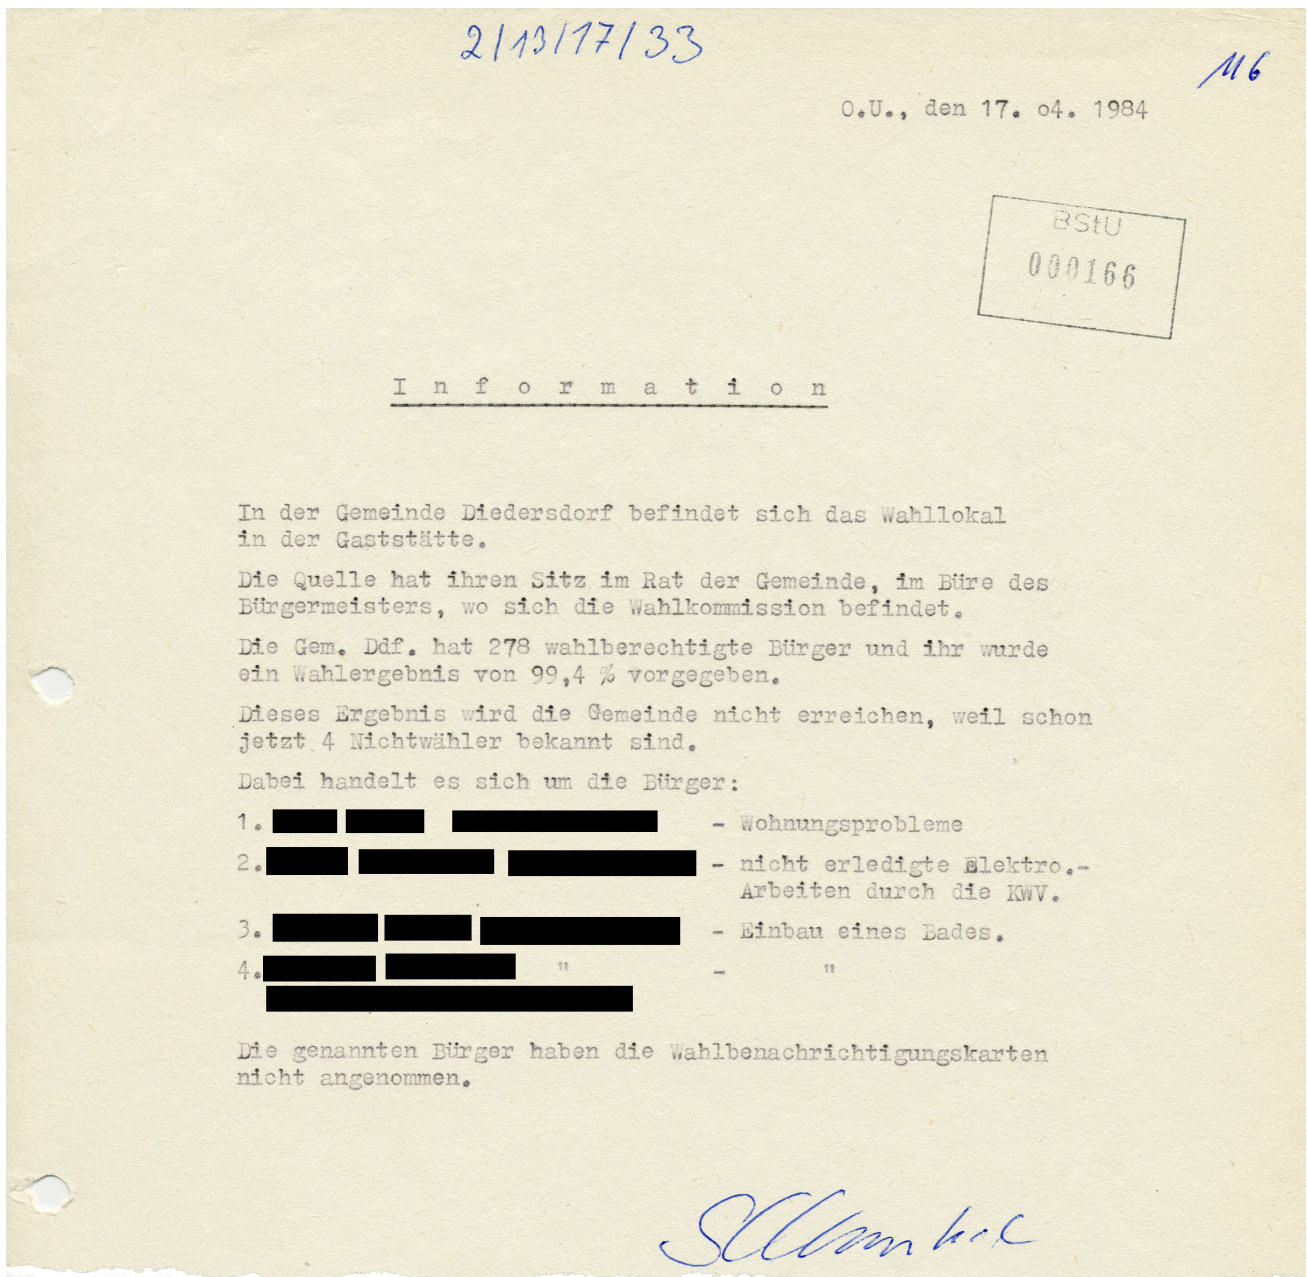 2/13/17/33
116
O.U., den 17. o4. 1984
BStU
000166
I n f o r m a t i o n
In der Gemeinde Diedersdorf befindet sich das Wahllokal
in der Gaststätte.
Die Quelle hat ihren Sitz im Rat der Gemeinde, im Büre des
Bürgermeisters, wo sich die Wahlkommission befindet.
Die Gem. Ddf. hat 278 wahlberechtigte Bürger und ihr wurde
ein Wahlergebnis von 99,4 % vorgegeben.
Dieses Ergebnis wird die Gemeinde nicht erreichen, weil schon
jetzt 4 Nichtwähler bekannt sind.
Dabei handelt es sich um die Bürger:
1. - Wohnungsprobleme
2. - nicht erledigte Elektro.-
Arbeiten durch die KWV.
3. - Einbau eines Bades.
4. " - "
Die genannten Bürger haben die Wahlbenachrichtigungskarten
nicht angenommen.